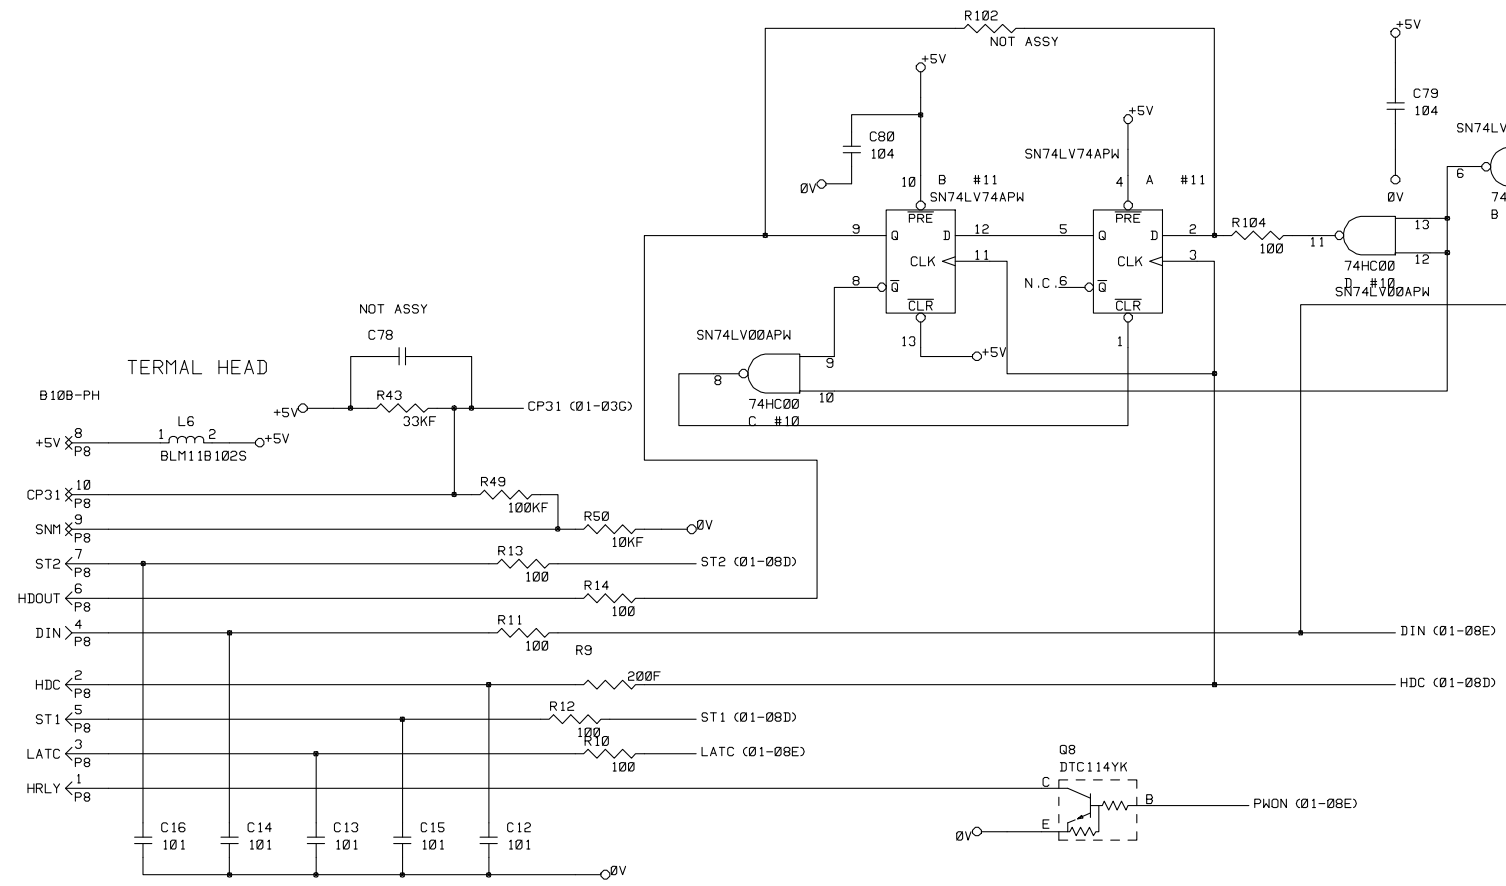 R102
NOT ASSY
+5V
C79
104
0V
+5V
C80
104
0V
+5V
SN74LV74APW
10 B #11
SN74LV74APW
4 A #11
SN74LV
6
74
B
PRE
9 Q D 12
CLK 11
8 Q
CLR
13
+5V
PRE
5 Q D 2
CLK 3
N.C. 6 Q
CLR
1
R104
100
11
13
12
74HC00
D #10
SN74LV00APW
SN74LV00APW
9
8
10
74HC00
C #10
NOT ASSY
C78
TERMAL HEAD
B10B-PH
+5V
R43
33KF
CP31 (01-03G)
+5V 8
P8
1 L6 2
BLM11B102S
+5V
CP31 10
P8
R49
100KF
SNM 9
P8
R50
10KF
0V
ST2 7
P8
R13
100
ST2 (01-08D)
HDOUT 6
P8
R14
100
DIN 4
P8
R11
100
DIN (01-08E)
R9
HDC 2
P8
200F
HDC (01-08D)
ST1 5
P8
R12
100
ST1 (01-08D)
LATC 3
P8
R10
100
LATC (01-08E)
HRLY 1
P8
Q8
DTC114YK
C
B
E
0V
PWON (01-08E)
C16
101
C14
101
C13
101
C15
101
C12
101
0V